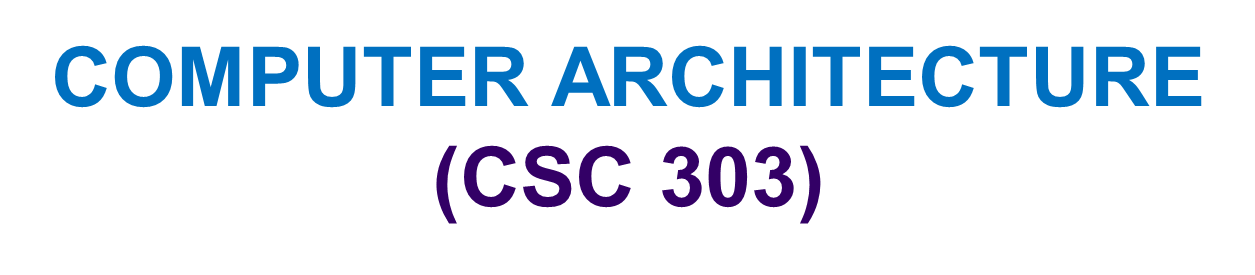 COMPUTER ARCHITECTURE
(CSC 303)